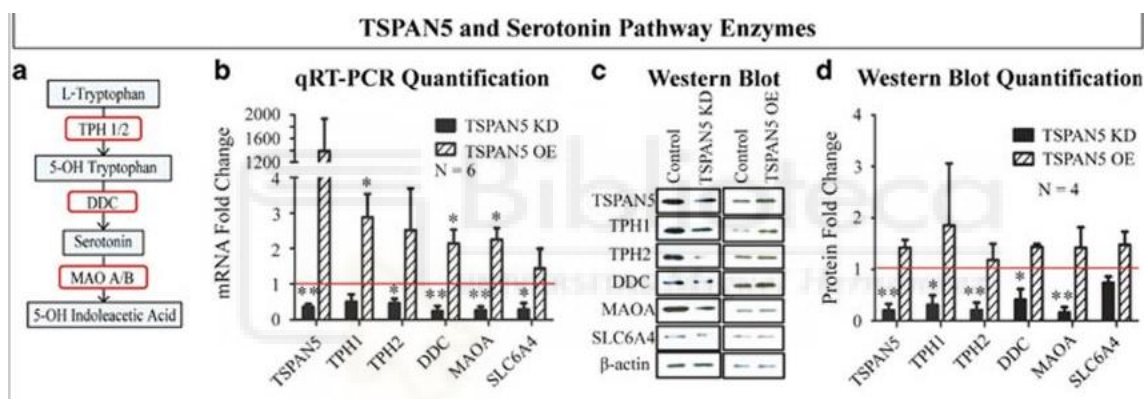 TSPAN5 and Serotonin Pathway Enzymes
a
L-Tryptophan
TPH 1/2
5-OH Tryptophan
DDC
Serotonin
MAO A/B
5-OH Indoleacetic Acid
b
qRT-PCR Quantification
mRNA Fold Change
2000
1600
1200
4
3
2
1
0
TSPAN5 KD
TSPAN5 OE
N = 6
**
*
*
**
*
**
*
*
TSPAN5
TPH1
TPH2
DDC
MAOA
SLC6A4
c
Western Blot
Control
TSPAN5 KD
Control
TSPAN5 OE
TSPAN5
TPH1
TPH2
DDC
MAOA
SLC6A4
β-actin
d
Western Blot Quantification
Protein Fold Change
4
3
2
1
0
TSPAN5 KD
TSPAN5 OE
N = 4
**
*
**
*
**
TSPAN5
TPH1
TPH2
DDC
MAOA
SLC6A4
Biblioteca